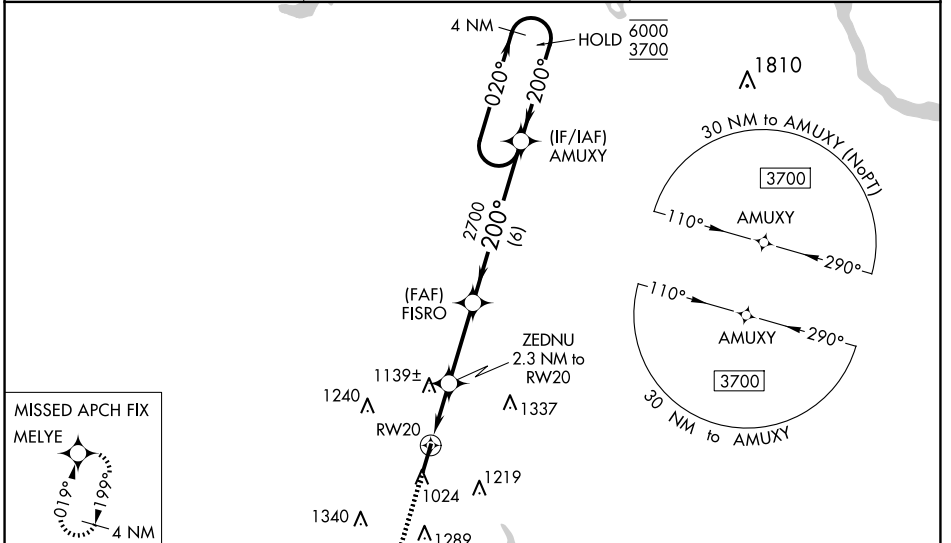 4 NM
HOLD
6000
3700
020°
200°
(IF/IAF)
AMUXY
2700
200°
(6)
(FAF)
FISRO
ZEDNU
2.3 NM to
RW20
1139±
1240
1337
RW20
1024
1219
1340
1289
1810
30 NM to AMUXY (NoPT)
3700
110°
AMUXY
290°
110°
AMUXY
290°
3700
30 NM to AMUXY
MISSED APCH FIX
MELYE
019°
199°
4 NM